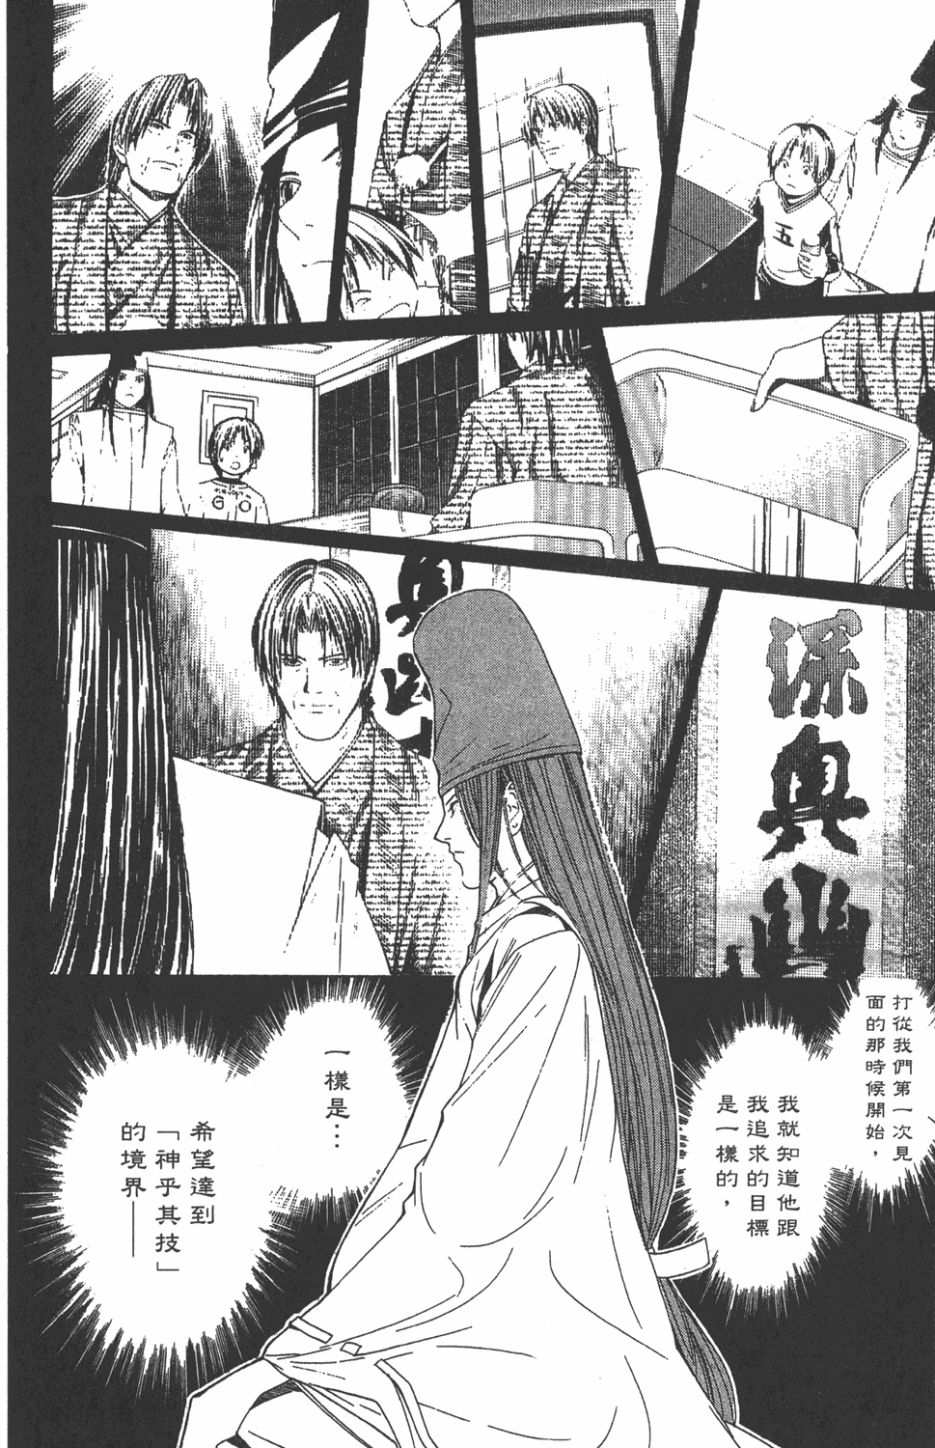 五
深
奥
幽
奥
幽
打從我們第一次見
面的那時候開始，
我就知道他跟
我追求的目標
是一樣的，
一樣是…
希望達到
「神乎其技」
的境界——